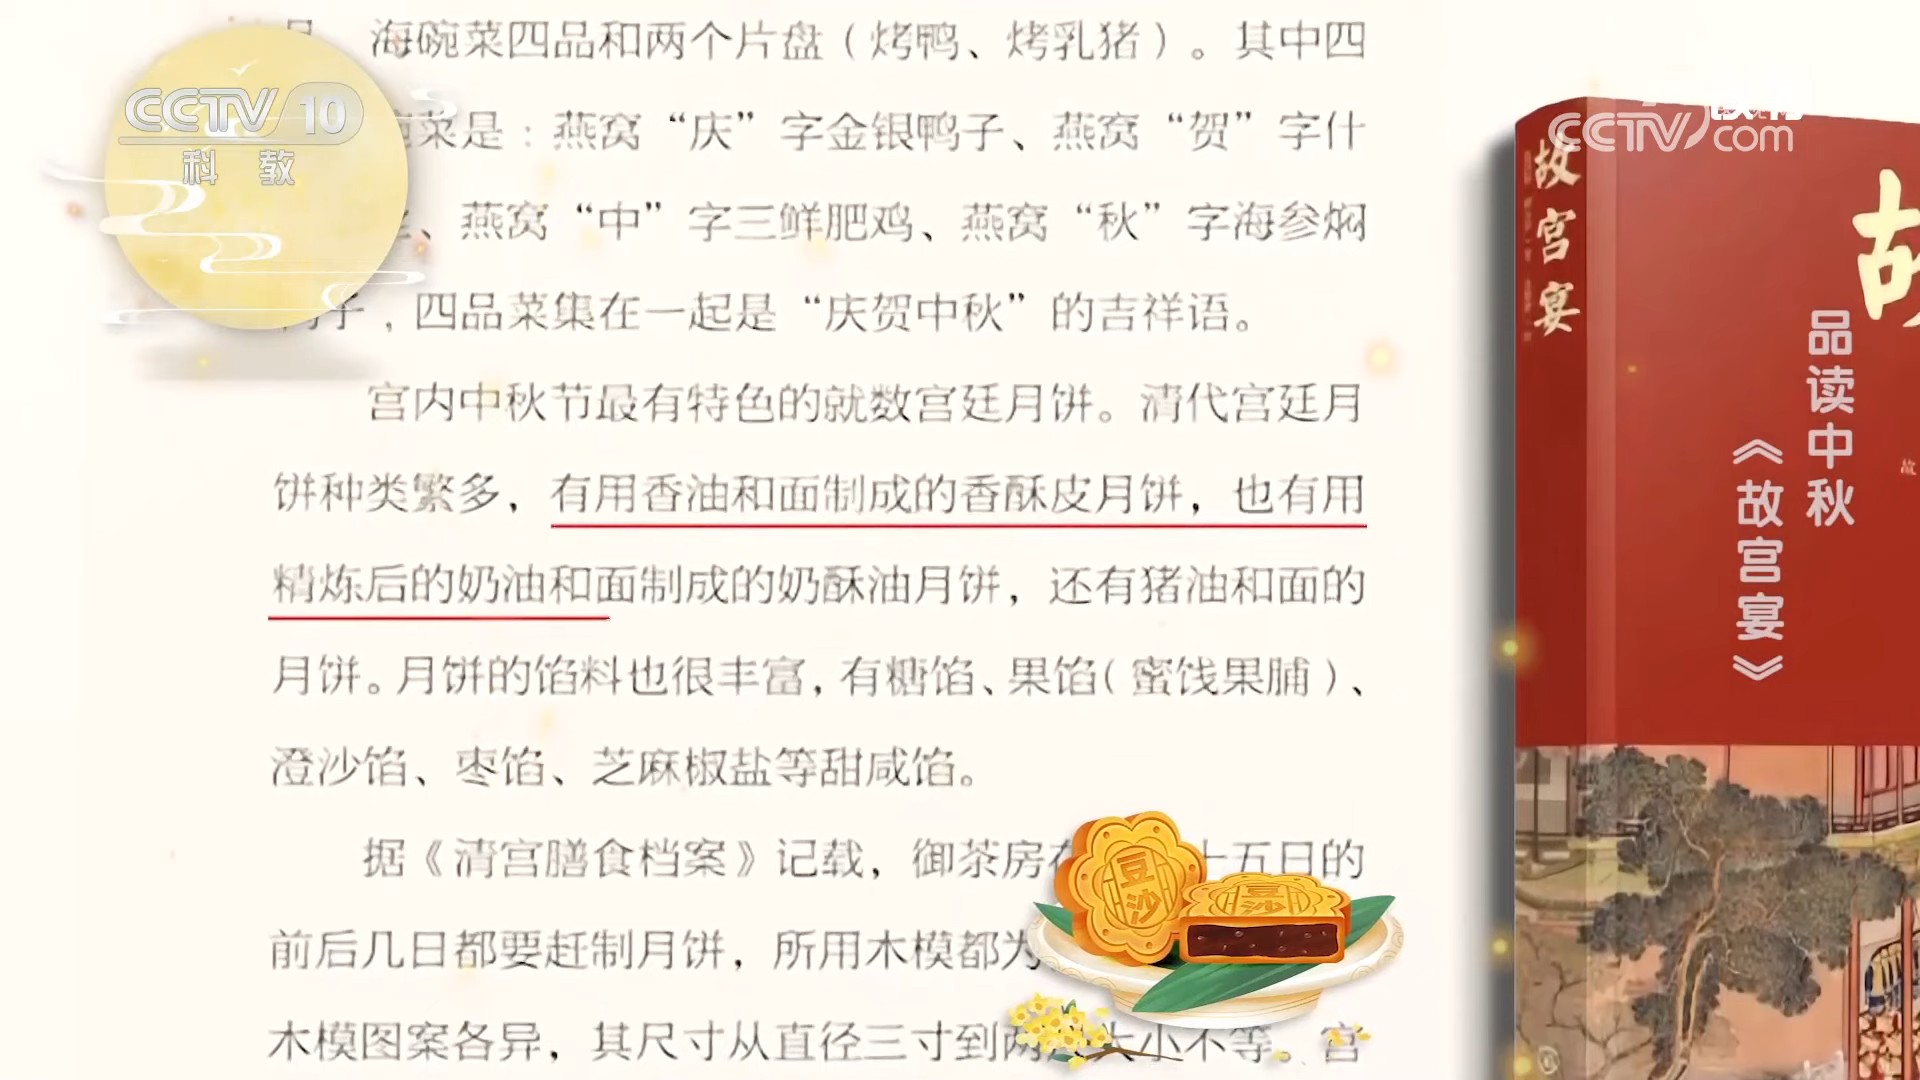 海碗菜四品和两个片盘（烤鸭、烤乳猪）。其中四
菜是：燕窝“庆”字金银鸭子、燕窝“贺”字什
、燕窝“中”字三鲜肥鸡、燕窝“秋”字海参焖
子，四品菜集在一起是“庆贺中秋”的吉祥语。
宫内中秋节最有特色的就数宫廷月饼。清代宫廷月
饼种类繁多，有用香油和面制成的香酥皮月饼，也有用
精炼后的奶油和面制成的奶酥油月饼，还有猪油和面的
月饼。月饼的馅料也很丰富，有糖馅、果馅（蜜饯果脯）、
澄沙馅、枣馅、芝麻椒盐等甜咸馅。
据《清宫膳食档案》记载，御茶房在 十五日的
前后几日都要赶制月饼，所用木模都为
木模图案各异，其尺寸从直径三寸到两 大小不等。宫
CCTV 10
科 教
CCTV com
故宫宴
故
品读中秋
《故宫宴》
故
豆沙
豆沙